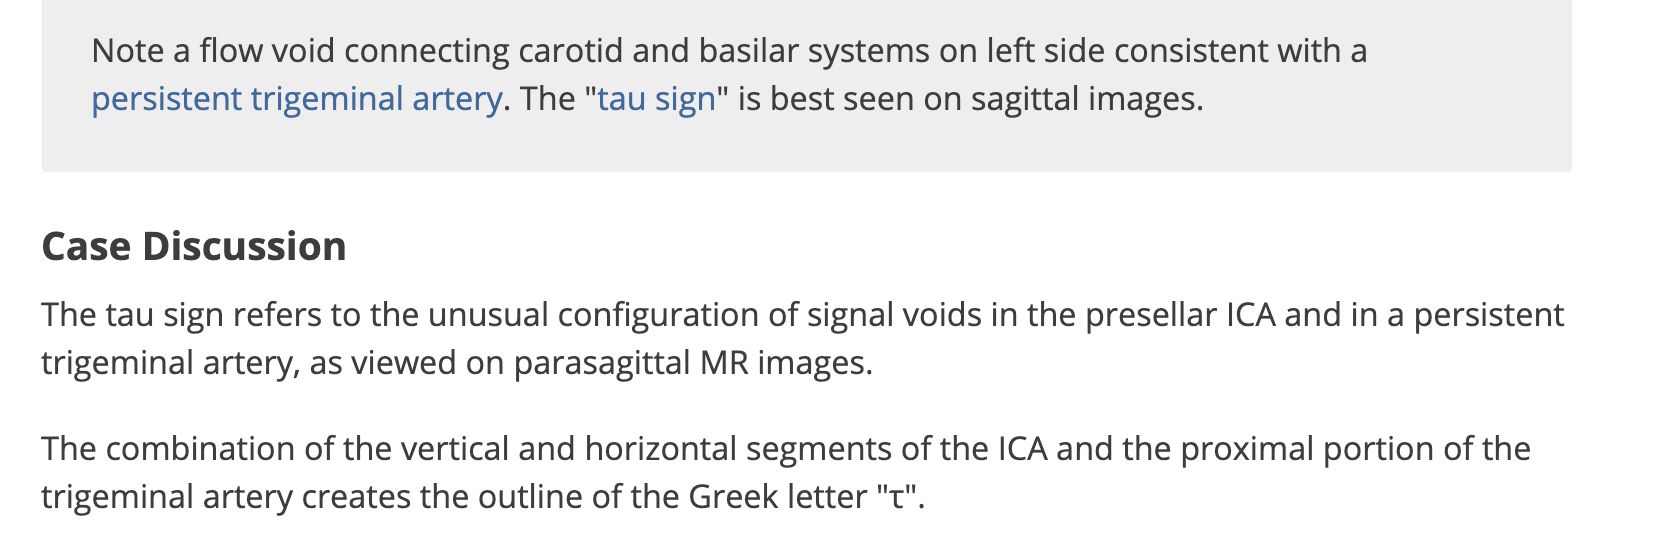 Note a flow void connecting carotid and basilar systems on left side consistent with a
persistent trigeminal artery. The "tau sign" is best seen on sagittal images.
Case Discussion
The tau sign refers to the unusual configuration of signal voids in the presellar ICA and in a persistent
trigeminal artery, as viewed on parasagittal MR images.
The combination of the vertical and horizontal segments of the ICA and the proximal portion of the
trigeminal artery creates the outline of the Greek letter "τ".